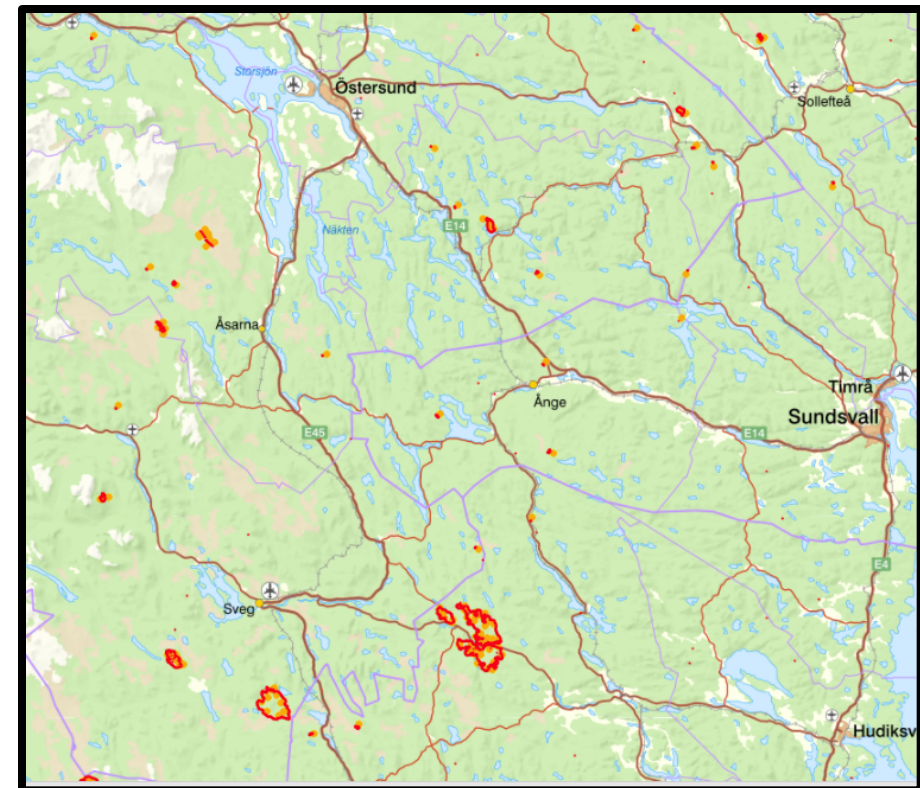 Storsjön
Östersund
Sollefteå
E14
Näkten
Åsarna
Timrå
Ånge
Sundsvall
E45
E14
E4
Sveg
Hudiksv